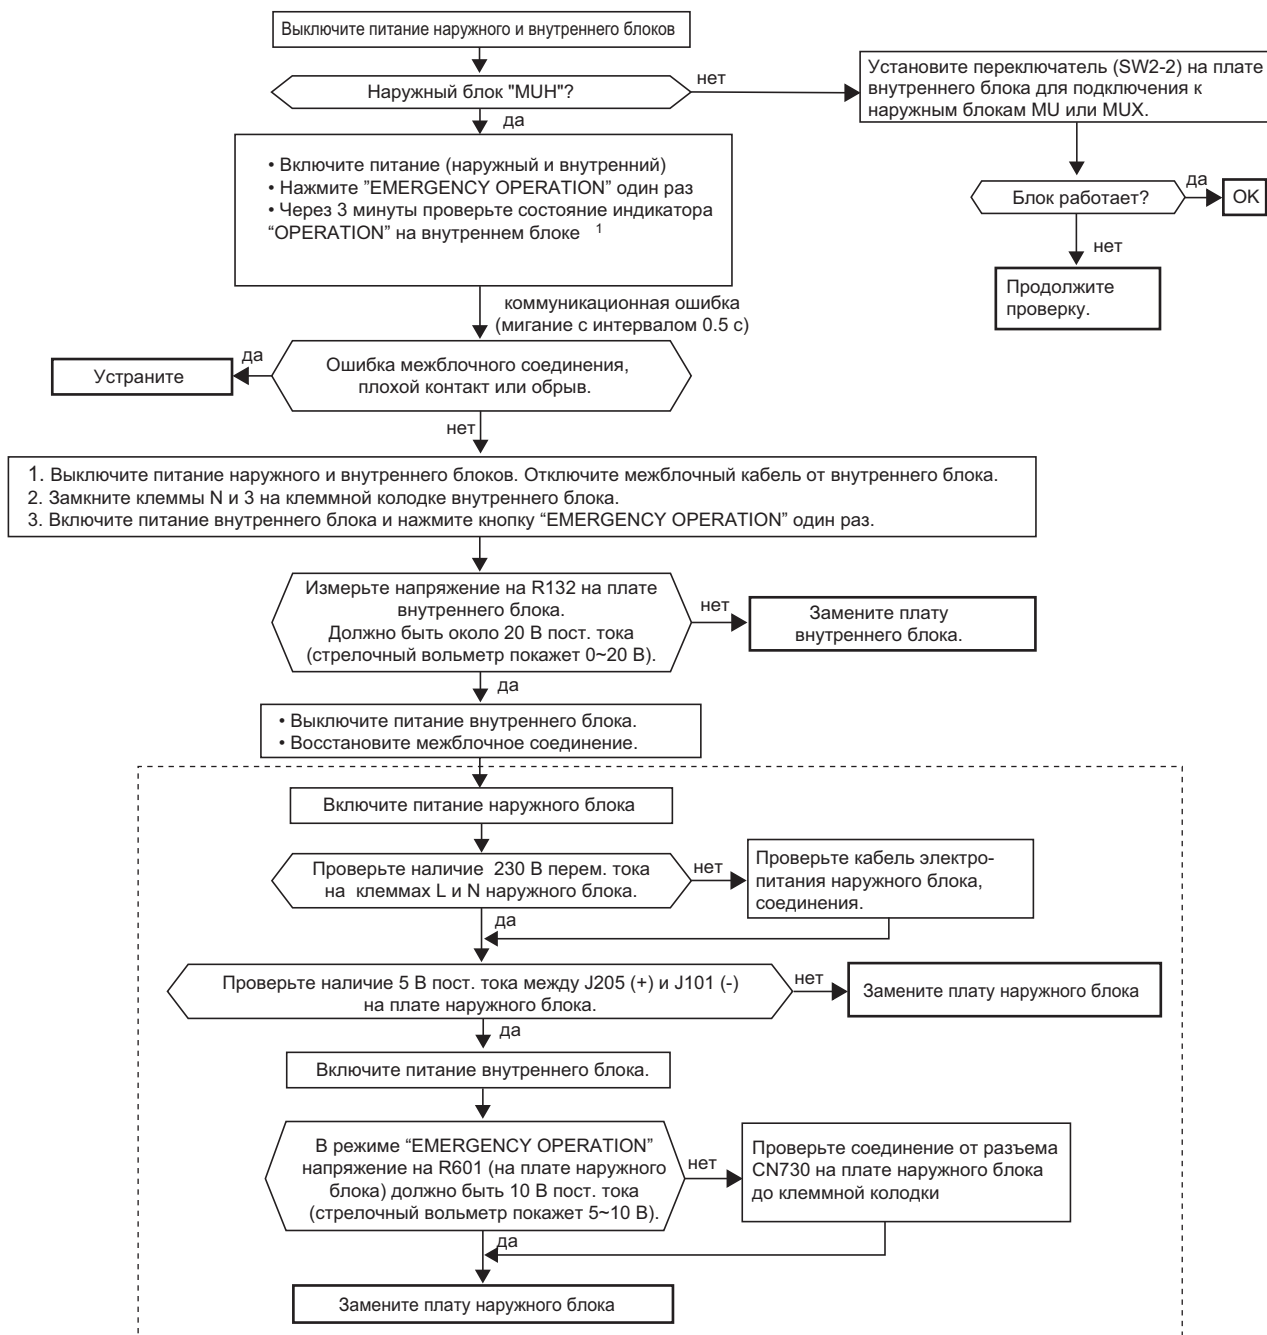 Выключите питание наружного и внутреннего блоков
Наружный блок "MUH"?
нет
Установите переключатель (SW2-2) на плате
внутреннего блока для подключения к
наружным блокам MU или MUX.
да
• Включите питание (наружный и внутренний)
• Нажмите ”EMERGENCY OPERATION” один раз
• Через 3 минуты проверьте состояние индикатора
“OPERATION” на внутреннем блоке 1
Блок работает?
да
OK
нет
Продолжите
проверку.
коммуникационная ошибка
(мигание с интервалом 0.5 с)
Ошибка межблочного соединения,
плохой контакт или обрыв.
да
Устраните
нет
1. Выключите питание наружного и внутреннего блоков. Отключите межблочный кабель от внутреннего блока.
2. Замкните клеммы N и 3 на клеммной колодке внутреннего блока.
3. Включите питание внутреннего блока и нажмите кнопку “EMERGENCY OPERATION” один раз.
Измерьте напряжение на R132 на плате
внутреннего блока.
Должно быть около 20 В пост. тока
(стрелочный вольметр покажет 0~20 В).
нет
Замените плату
внутреннего блока.
да
• Выключите питание внутреннего блока.
• Восстановите межблочное соединение.
Включите питание наружного блока
Проверьте наличие 230 В перем. тока
на клеммах L и N наружного блока.
нет
Проверьте кабель электро-
питания наружного блока,
соединения.
да
Проверьте наличие 5 В пост. тока между J205 (+) и J101 (-)
на плате наружного блока.
нет
Замените плату наружного блока
да
Включите питание внутреннего блока.
В режиме “EMERGENCY OPERATION”
напряжение на R601 (на плате наружного
блока) должно быть 10 В пост. тока
(стрелочный вольметр покажет 5~10 В).
нет
Проверьте соединение от разъема
CN730 на плате наружного блока
до клеммной колодки
да
Замените плату наружного блока